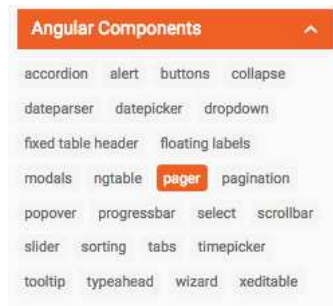 Angular Components
accordion alert buttons collapse
dateparser datepicker dropdown
fixed table header floating labels
modals ngtable pager pagination
popover progressbar select scrollbar
slider sorting tabs timepicker
tooltip typeahead wizard xeditable